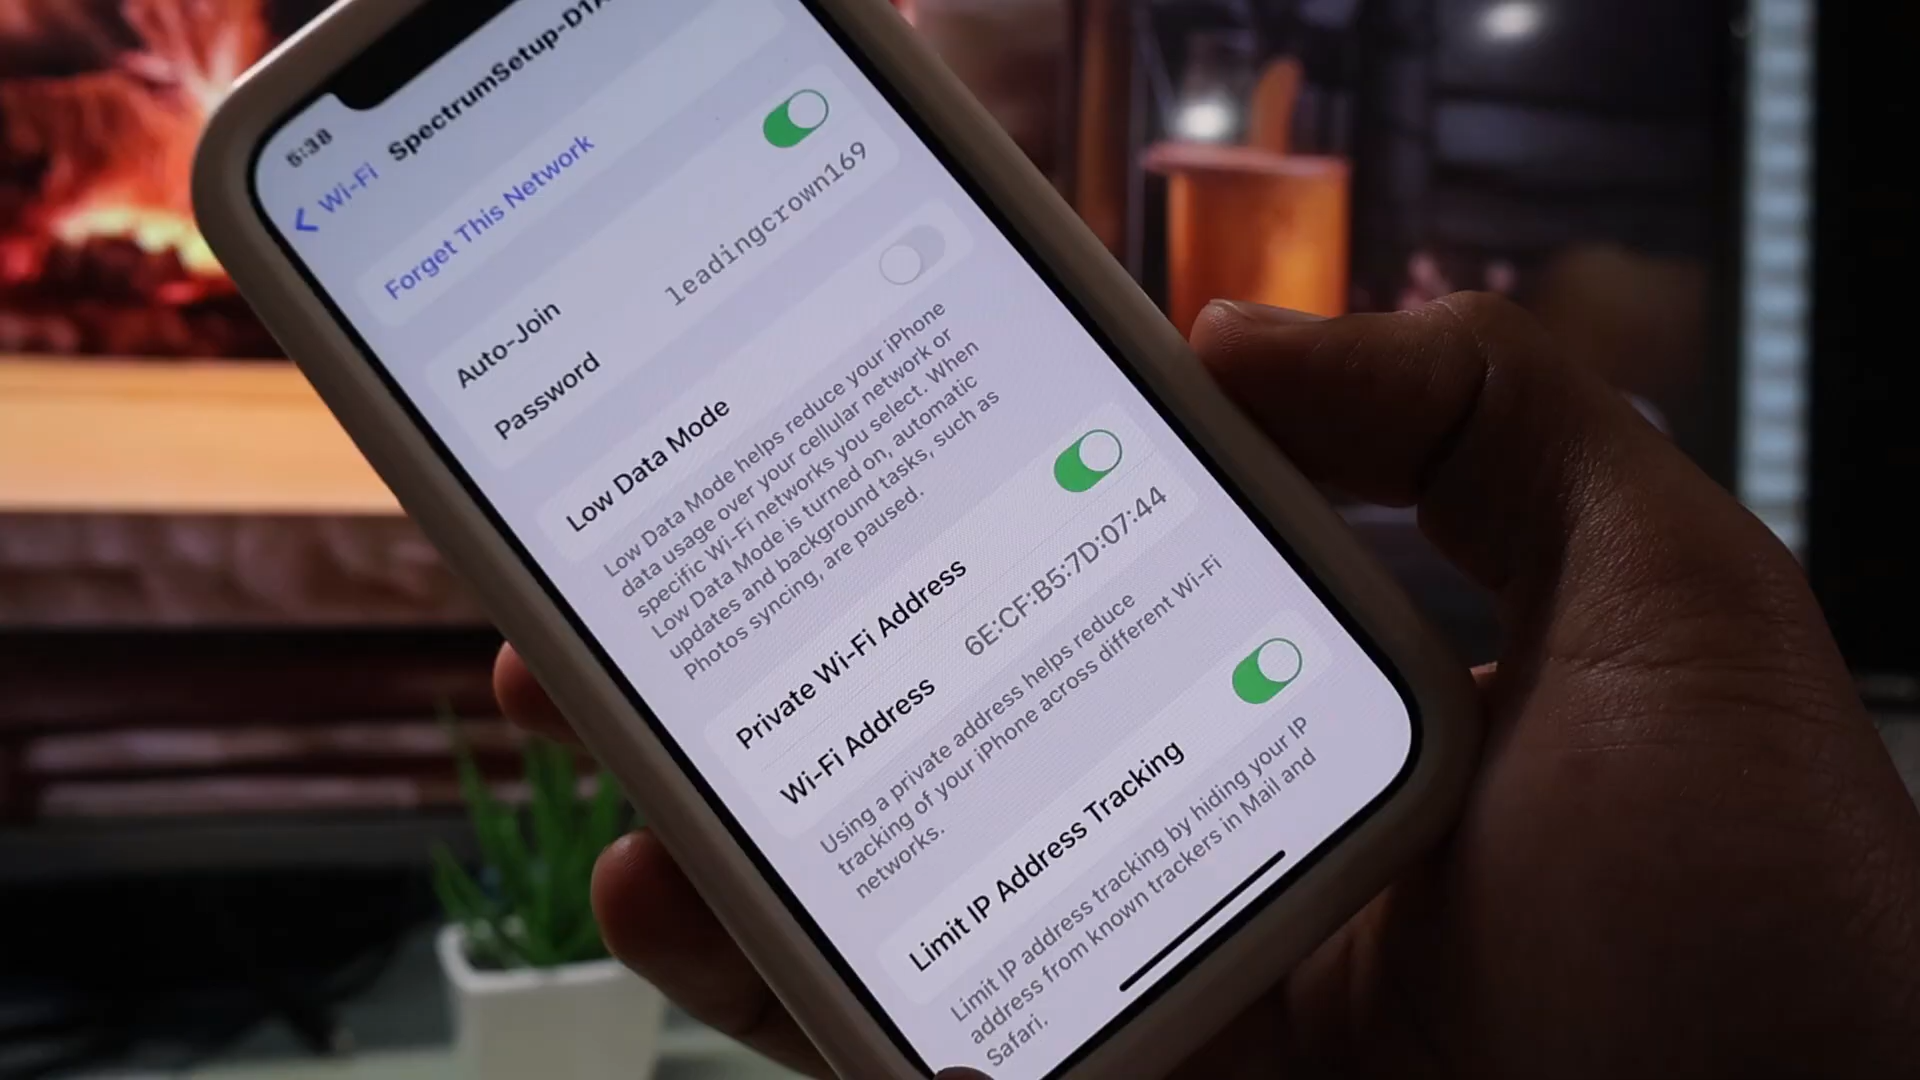 5:38
Wi-Fi
SpectrumSetup-D1
Forget This Network
Auto-Join
Password leadingcrown169
Low Data Mode
Low Data Mode helps reduce your iPhone
data usage over your cellular network or
specific Wi-Fi networks you select. When
Low Data Mode is turned on, automatic
updates and background tasks, such as
Photos syncing, are paused.
Private Wi-Fi Address
Wi-Fi Address 6E:CF:B5:7D:07:44
Using a private address helps reduce
tracking of your iPhone across different Wi-Fi
networks.
Limit IP Address Tracking
Limit IP address tracking by hiding your IP
address from known trackers in Mail and
Safari.